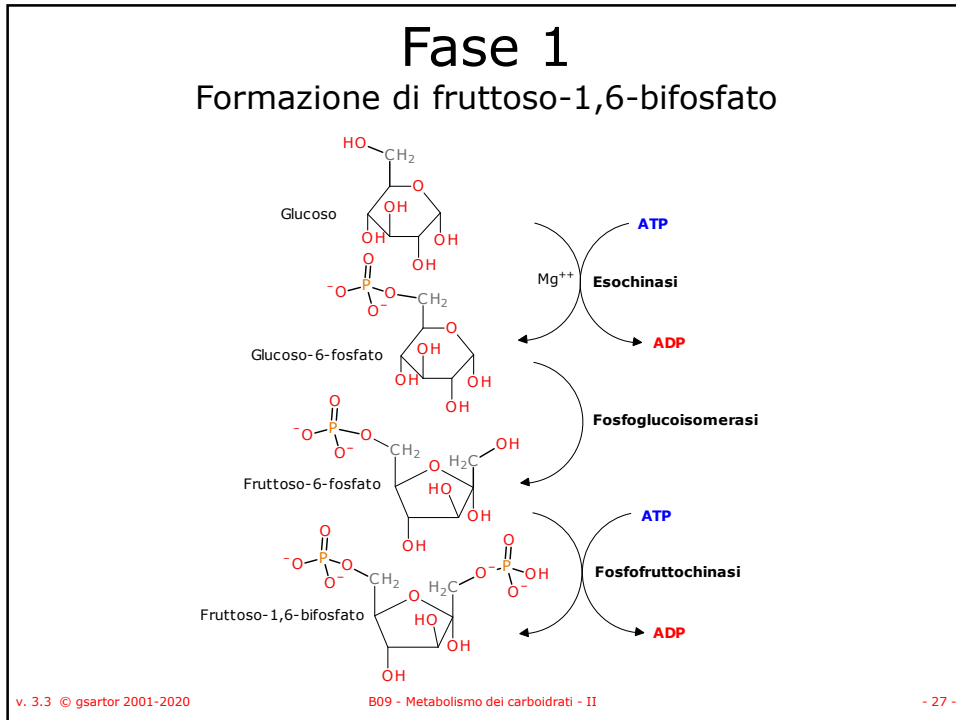 Fase 1
Formazione di fruttoso-1,6-bifosfato
HO
CH2
O
Glucoso
OH
OH
OH
OH
ATP
Mg++
Esochinasi
ADP
O
-O
P
O
O-
CH2
O
Glucoso-6-fosfato
OH
OH
OH
OH
Fosfoglucoisomerasi
O
-O
P
O
O-
CH2
O
H2C
OH
Fruttoso-6-fosfato
HO
OH
OH
ATP
Fosfofruttochinasi
ADP
O
-O
P
O
O-
CH2
O
H2C
O-
P
O
OH
O-
Fruttoso-1,6-bifosfato
HO
OH
OH
v. 3.3 © gsartor 2001-2020
B09 - Metabolismo dei carboidrati - II
- 27 -